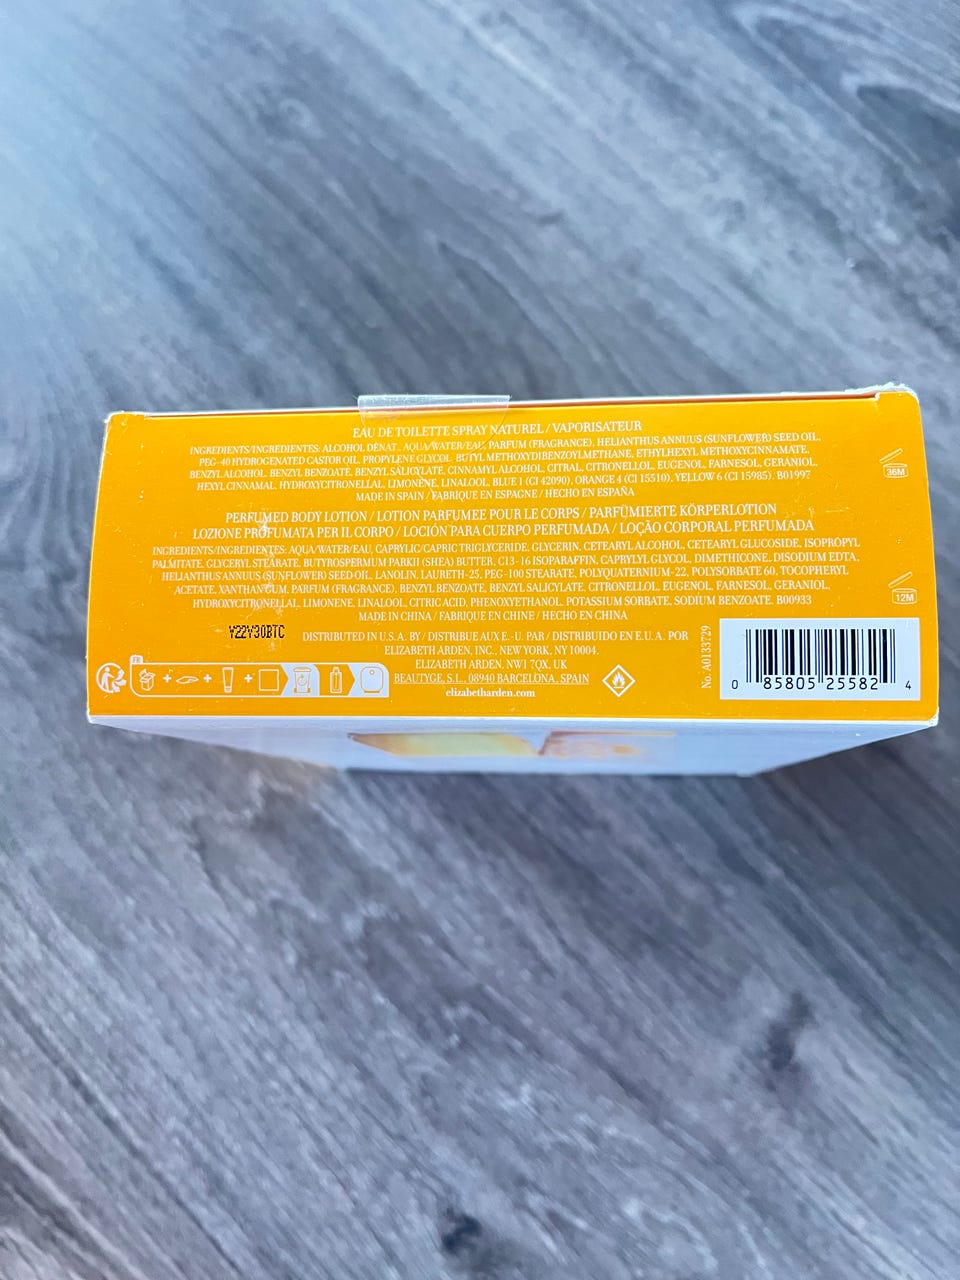 EAU DE TOILETTE SPRAY NATUREL / VAPORISATEUR
INGREDIENTS/INGREDIENTES: ALCOHOL DENAT., AQUA/WATER/EAU, PARFUM (FRAGRANCE), HELIANTHUS ANNUUS (SUNFLOWER) SEED OIL,
PEG-40 HYDROGENATED CASTOR OIL, PROPYLENE GLYCOL, BUTYL METHOXYDIBENZOYLMETHANE, ETHYLHEXYL METHOXYCINNAMATE,
BENZYL ALCOHOL, BENZYL BENZOATE, BENZYL SALICYLATE, CINNAMYL ALCOHOL, CITRAL, CITRONELLOL, EUGENOL, FARNESOL, GERANIOL,
HEXYL CINNAMAL, HYDROXYCITRONELLAL, LIMONENE, LINALOOL, BLUE 1 (CI 42090), ORANGE 4 (CI 15510), YELLOW 6 (CI 15985). B01997
MADE IN SPAIN / FABRIQUE EN ESPAGNE / HECHO EN ESPAÑA
36M
PERFUMED BODY LOTION / LOTION PARFUMEE POUR LE CORPS / PARFÜMIERTE KÖRPERLOTION
LOZIONE PROFUMATA PER IL CORPO / LOCIÓN PARA CUERPO PERFUMADA / LOÇÃO CORPORAL PERFUMADA
INGREDIENTS/INGREDIENTES: AQUA/WATER/EAU, CAPRYLIC/CAPRIC TRIGLYCERIDE, GLYCERIN, CETEARYL ALCOHOL, CETEARYL GLUCOSIDE, ISOPROPYL
PALMITATE, GLYCERYL STEARATE, BUTYROSPERMUM PARKII (SHEA) BUTTER, C13-16 ISOPARAFFIN, CAPRYLYL GLYCOL, DIMETHICONE, DISODIUM EDTA,
HELIANTHUS ANNUUS (SUNFLOWER) SEED OIL, LANOLIN, LAURETH-25, PEG-100 STEARATE, POLYQUATERNIUM-22, POLYSORBATE 60, TOCOPHERYL
ACETATE, XANTHAN GUM, PARFUM (FRAGRANCE), BENZYL BENZOATE, BENZYL SALICYLATE, CITRONELLOL, EUGENOL, FARNESOL, GERANIOL,
HYDROXYCITRONELLAL, LIMONENE, LINALOOL, CITRIC ACID, PHENOXYETHANOL, POTASSIUM SORBATE, SODIUM BENZOATE. B00933
MADE IN CHINA / FABRIQUE EN CHINE / HECHO EN CHINA
12M
V22V30BTC
DISTRIBUTED IN U.S.A. BY / DISTRIBUE AUX E.-U. PAR / DISTRIBUIDO EN E.U.A. POR
ELIZABETH ARDEN, INC., NEW YORK, NY 10004.
ELIZABETH ARDEN, NW1 7QX, UK
BEAUTYGE, S.L., 08940 BARCELONA, SPAIN
elizabetharden.com
FR
No. A0133729
0 85805 25582 4